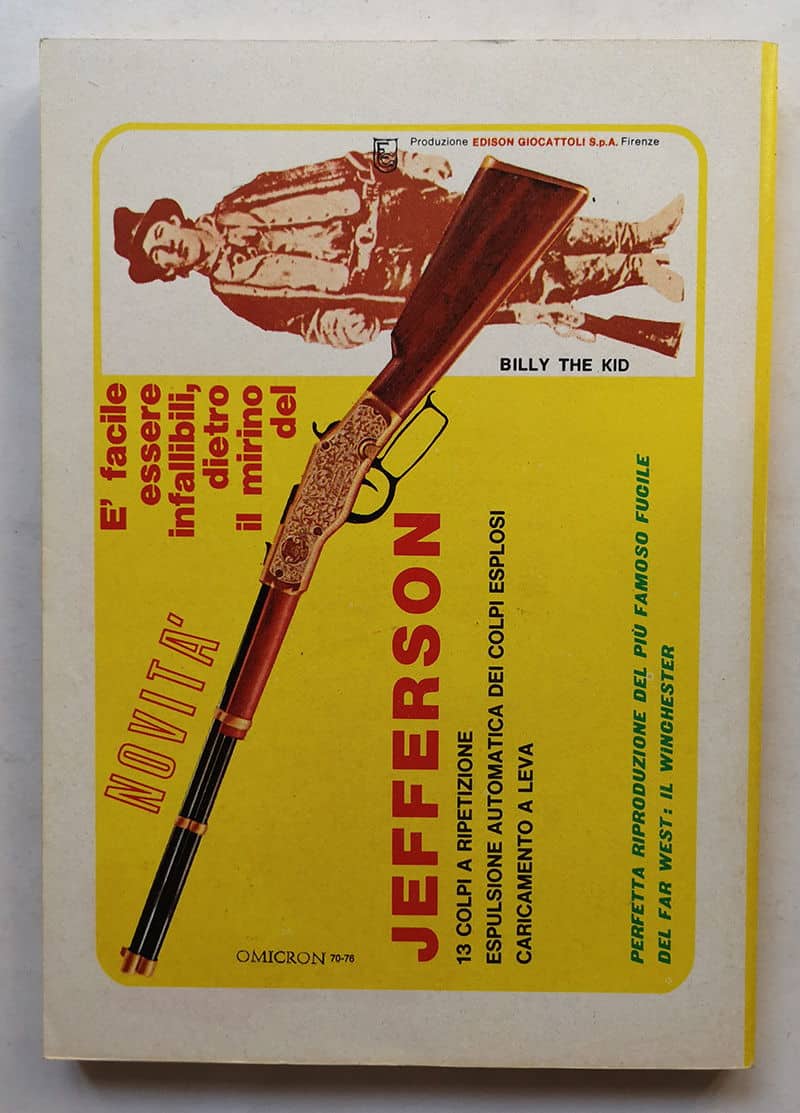 Produzione EDISON GIOCATTOLI S.p.A. Firenze
BILLY THE KID
E' facile
essere
infallibili,
dietro
il mirino
del
NOVITA'
JEFFERSON
13 COLPI A RIPETIZIONE
ESPULSIONE AUTOMATICA DEI COLPI ESPLOSI
CARICAMENTO A LEVA
PERFETTA RIPRODUZIONE DEL PIÙ FAMOSO FUCILE
DEL FAR WEST: IL WINCHESTER
OMICRON 70-76